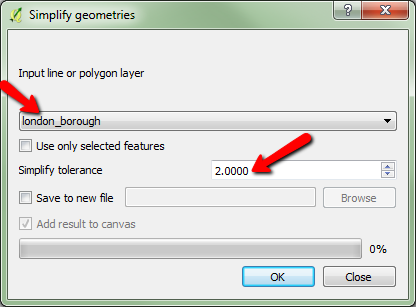 Simplify geometries
Input line or polygon layer
london_borough
Use only selected features
Simplify tolerance 2.0000
Save to new file Browse
Add result to canvas
0%
OK Close